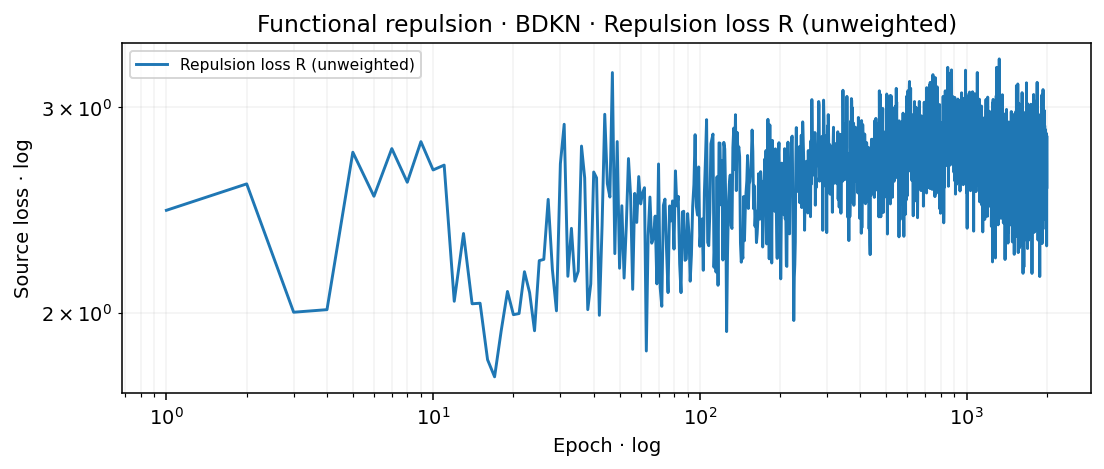 Functional repulsion · BDKN · Repulsion loss R (unweighted)
Repulsion loss R (unweighted)
Source loss · log
3 × 10⁰
2 × 10⁰
10⁰ 10¹ 10² 10³
Epoch · log